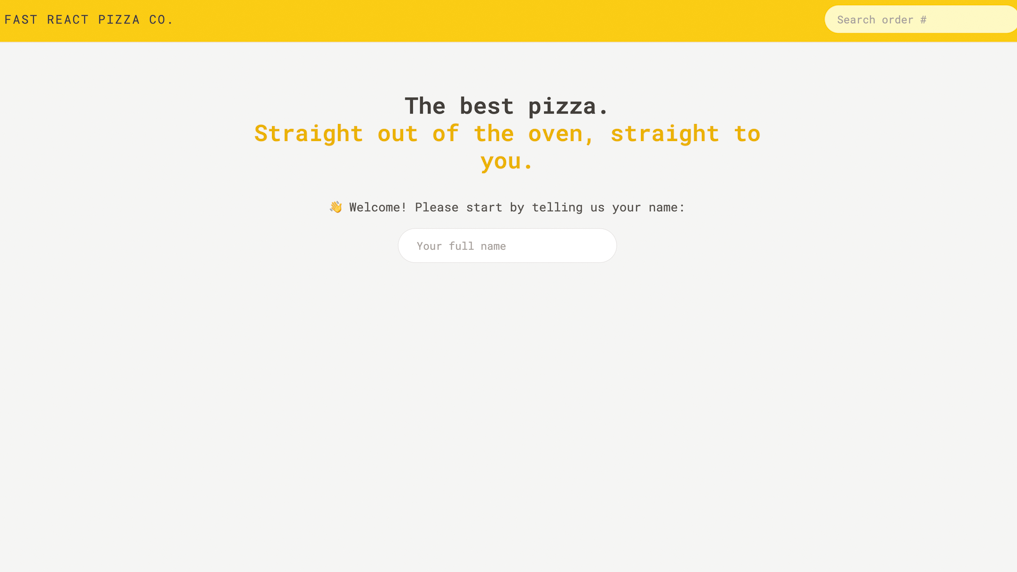 FAST REACT PIZZA CO.
Search order #
The best pizza.
Straight out of the oven, straight to
you.
👋 Welcome! Please start by telling us your name:
Your full name